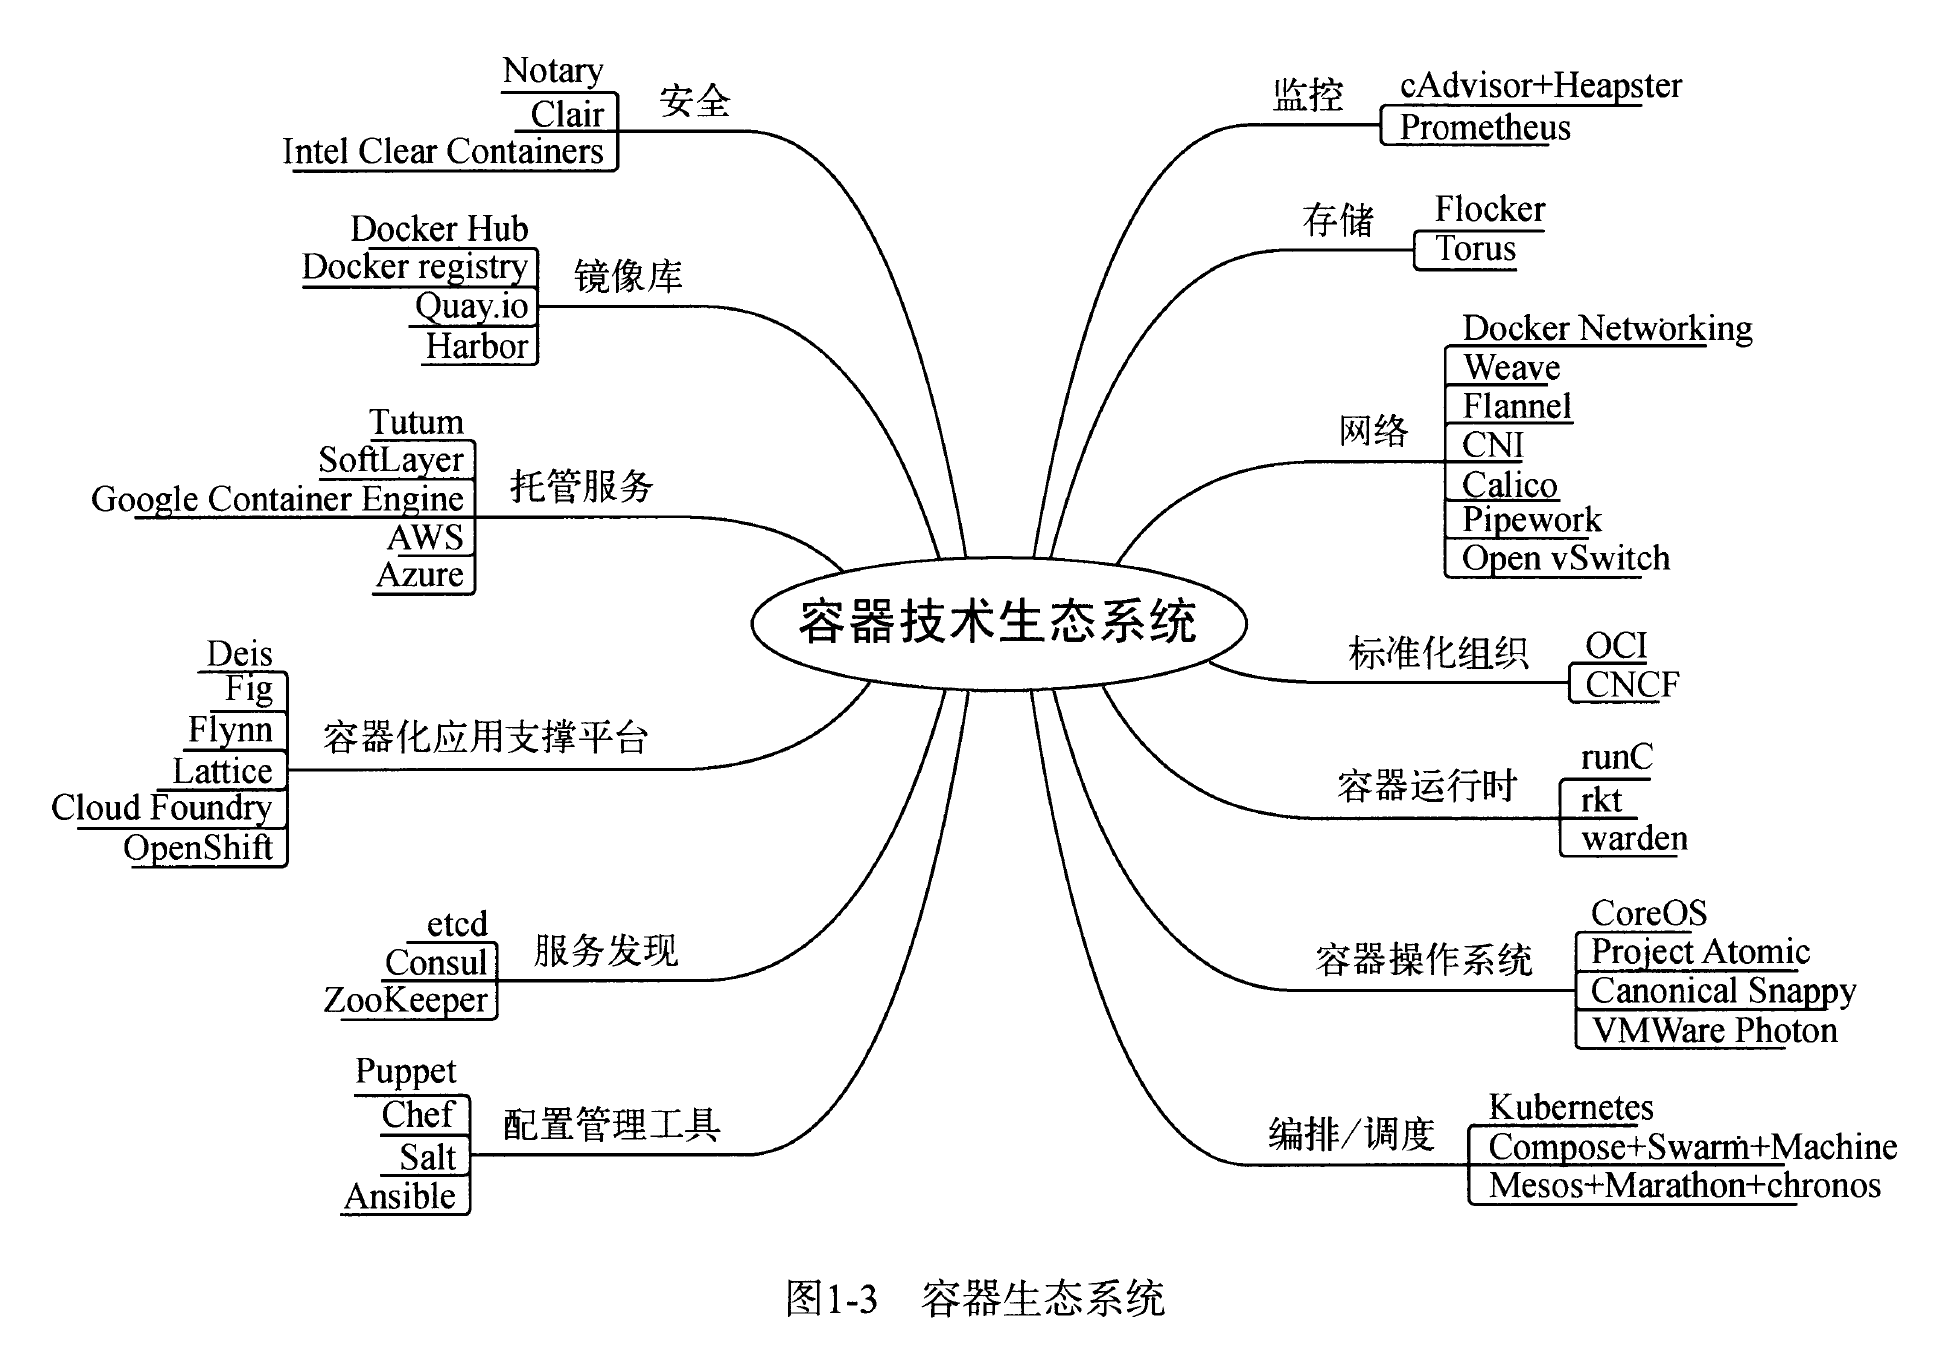 Notary
Clair
Intel Clear Containers
安全
Docker Hub
Docker registry
Quay.io
Harbor
镜像库
Tutum
SoftLayer
Google Container Engine
AWS
Azure
托管服务
Deis
Fig
Flynn
Lattice
Cloud Foundry
OpenShift
容器化应用支撑平台
etcd
Consul
ZooKeeper
服务发现
Puppet
Chef
Salt
Ansible
配置管理工具
容器技术生态系统
监控
cAdvisor+Heapster
Prometheus
存储
Flocker
Torus
网络
Docker Networking
Weave
Flannel
CNI
Calico
Pipework
Open vSwitch
标准化组织
OCI
CNCF
容器运行时
runC
rkt
warden
容器操作系统
CoreOS
Project Atomic
Canonical Snappy
VMWare Photon
编排/调度
Kubernetes
Compose+Swarm+Machine
Mesos+Marathon+chronos
图1-3 容器生态系统